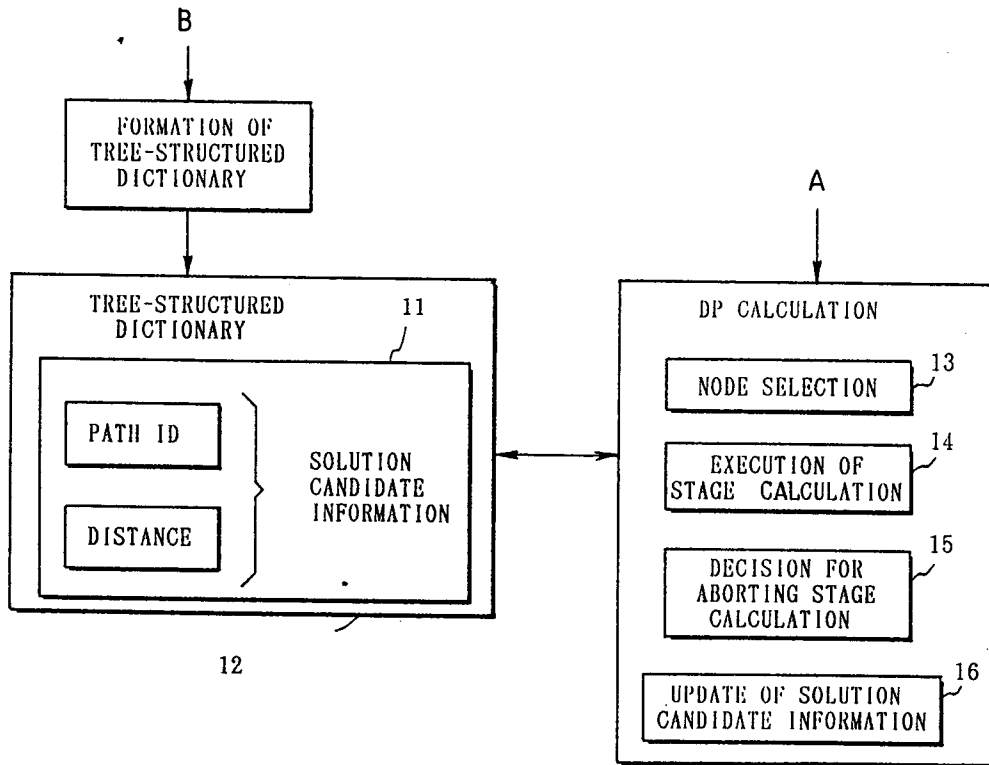 B
FORMATION OF
TREE-STRUCTURED
DICTIONARY
A
TREE-STRUCTURED
DICTIONARY
11
PATH ID
DISTANCE
SOLUTION
CANDIDATE
INFORMATION
12
DP CALCULATION
NODE SELECTION
13
EXECUTION OF
STAGE CALCULATION
14
DECISION FOR
ABORTING STAGE
CALCULATION
15
UPDATE OF SOLUTION
CANDIDATE INFORMATION
16